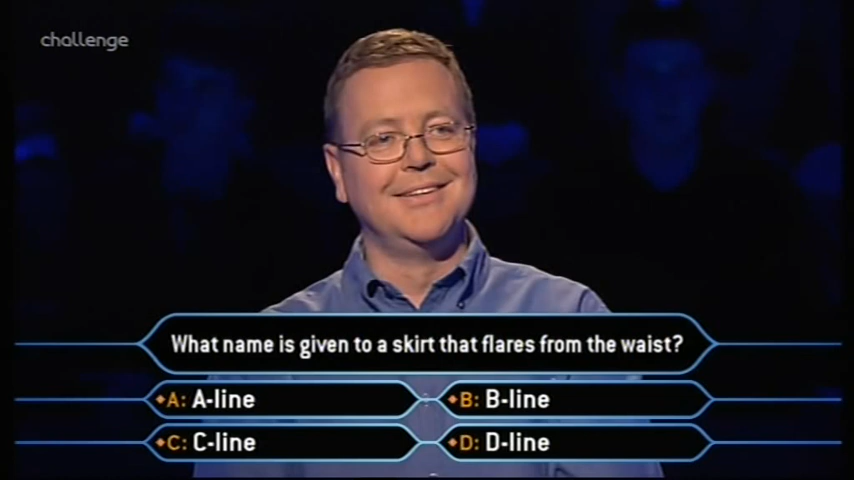 challenge
What name is given to a skirt that flares from the waist?
A: A-line
B: B-line
C: C-line
D: D-line